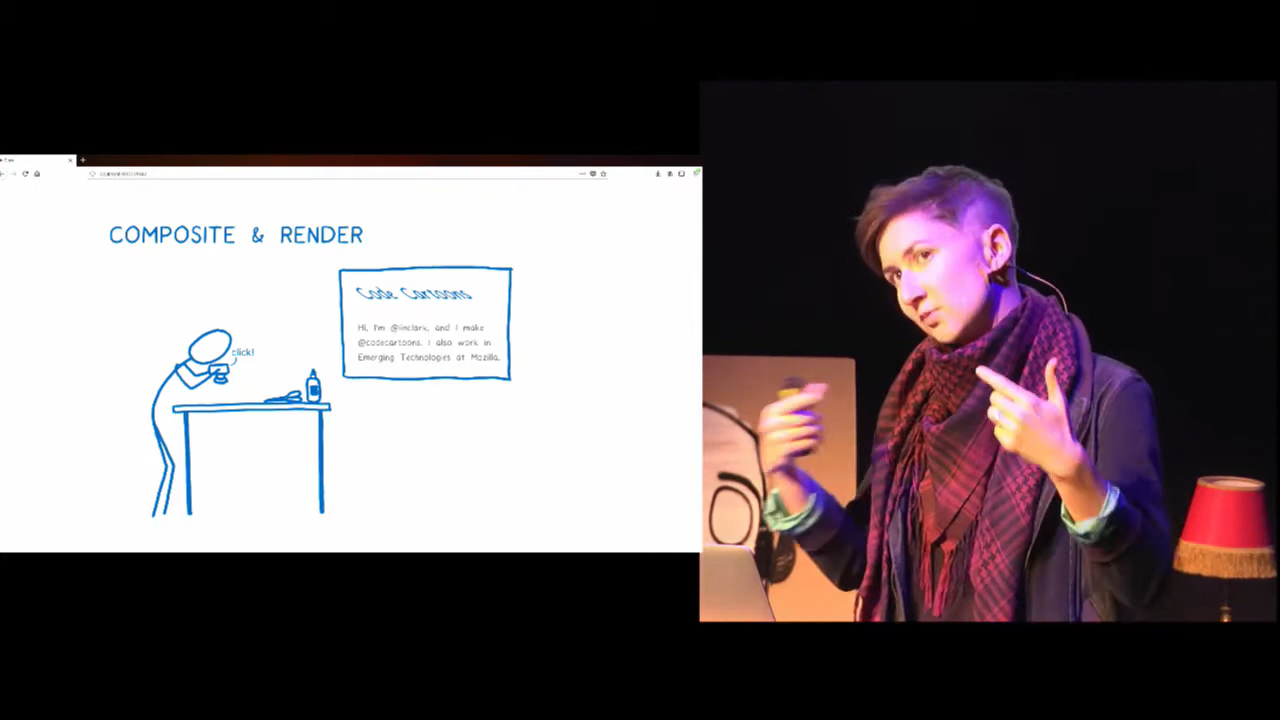 COMPOSITE & RENDER
Code Cartoons
Hi, I'm @linclark, and I make
@codecartoons. I also work in
Emerging Technologies at Mozilla.
click!